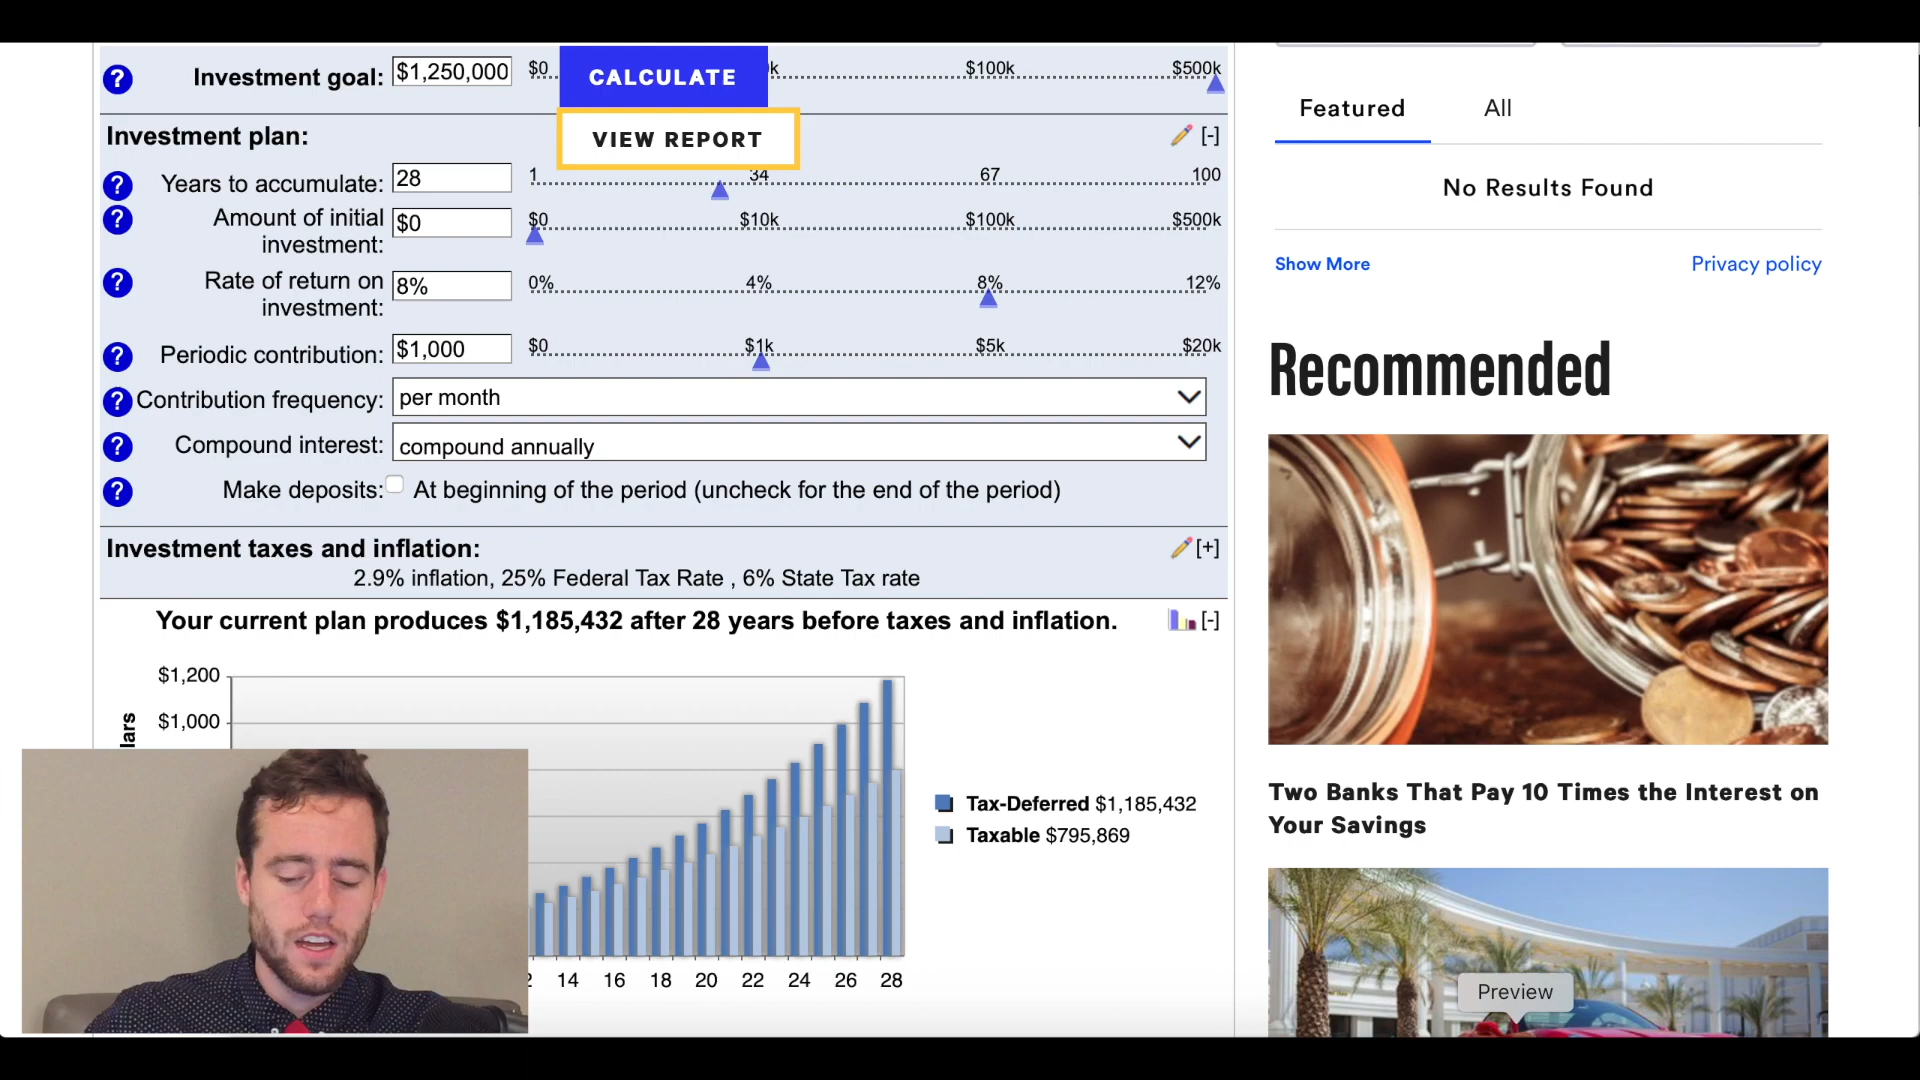 Investment goal: $1,250,000 $0 k $100k $500k
CALCULATE
VIEW REPORT
Investment plan: [-]
Years to accumulate: 28 1 34 67 100
Amount of initial investment: $0 $0 $10k $100k $500k
Rate of return on investment: 8% 0% 4% 8% 12%
Periodic contribution: $1,000 $0 $1k $5k $20k
Contribution frequency: per month
Compound interest: compound annually
Make deposits: At beginning of the period (uncheck for the end of the period)
Investment taxes and inflation: [+]
2.9% inflation, 25% Federal Tax Rate , 6% State Tax rate
Your current plan produces $1,185,432 after 28 years before taxes and inflation. [-]
$1,200
$1,000
lars
14 16 18 20 22 24 26 28
Tax-Deferred $1,185,432
Taxable $795,869
Featured All
No Results Found
Show More Privacy policy
Recommended
Two Banks That Pay 10 Times the Interest on
Your Savings
Preview